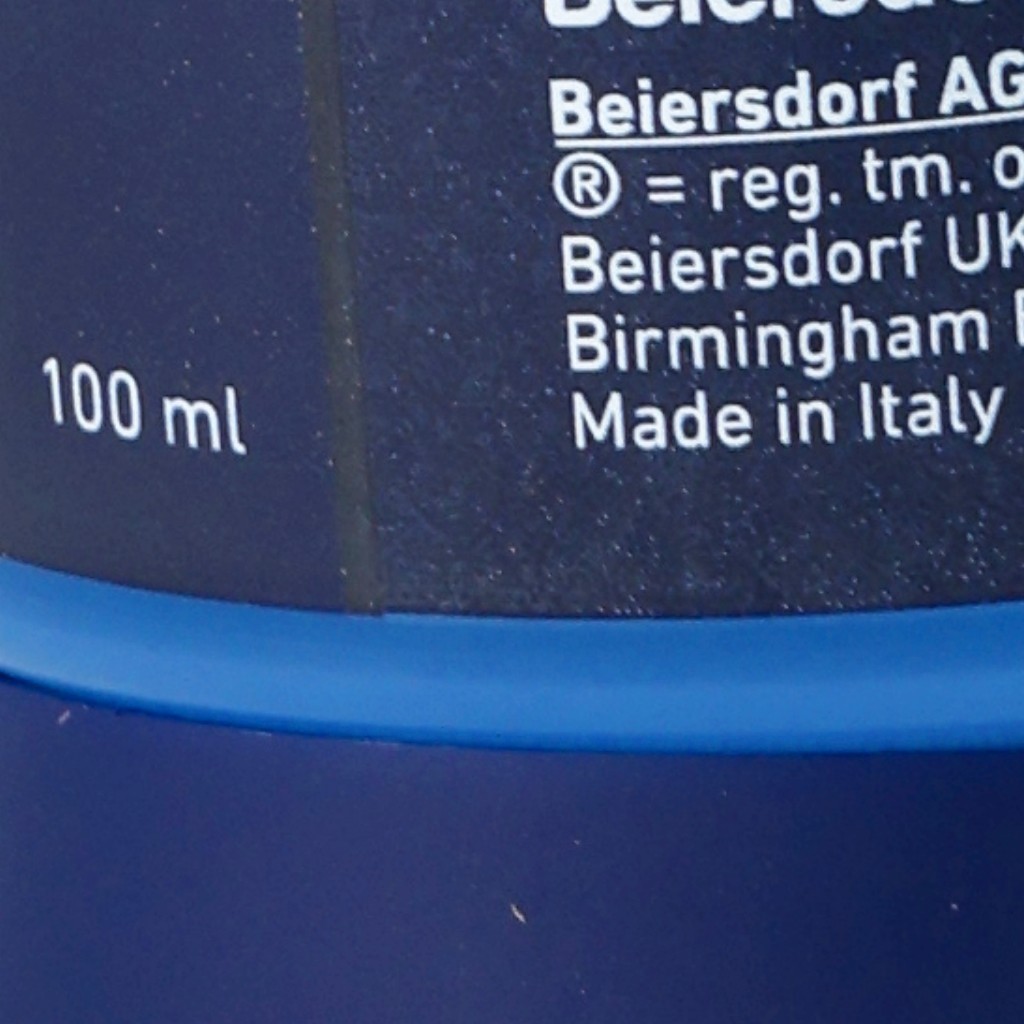 Beiersdorf AG
® = reg. tm. o
Beiersdorf UK
Birmingham
Made in Italy
100 ml